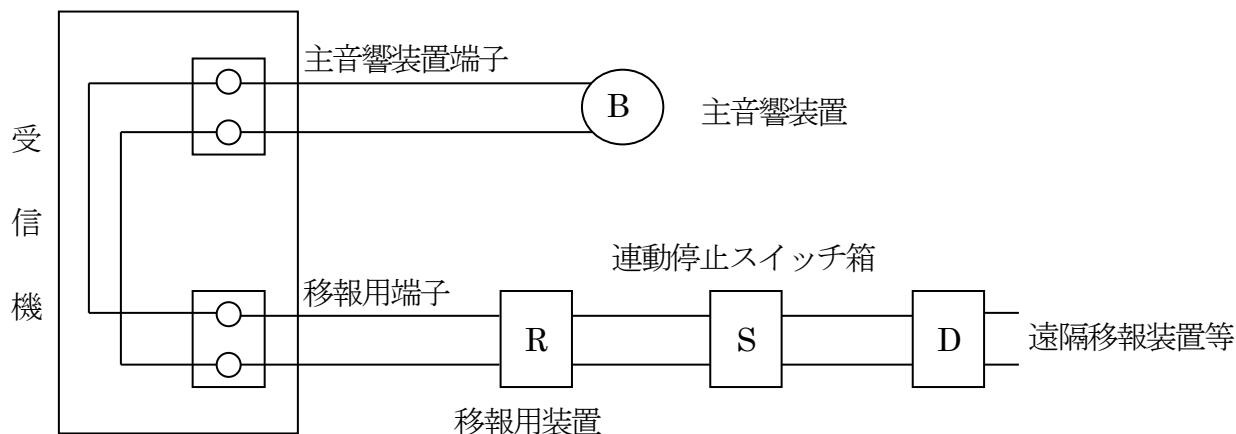 主音響装置端子
B
主音響装置
受信機
連動停止スイッチ箱
移報用端子
R
S
D
遠隔移報装置等
移報用装置